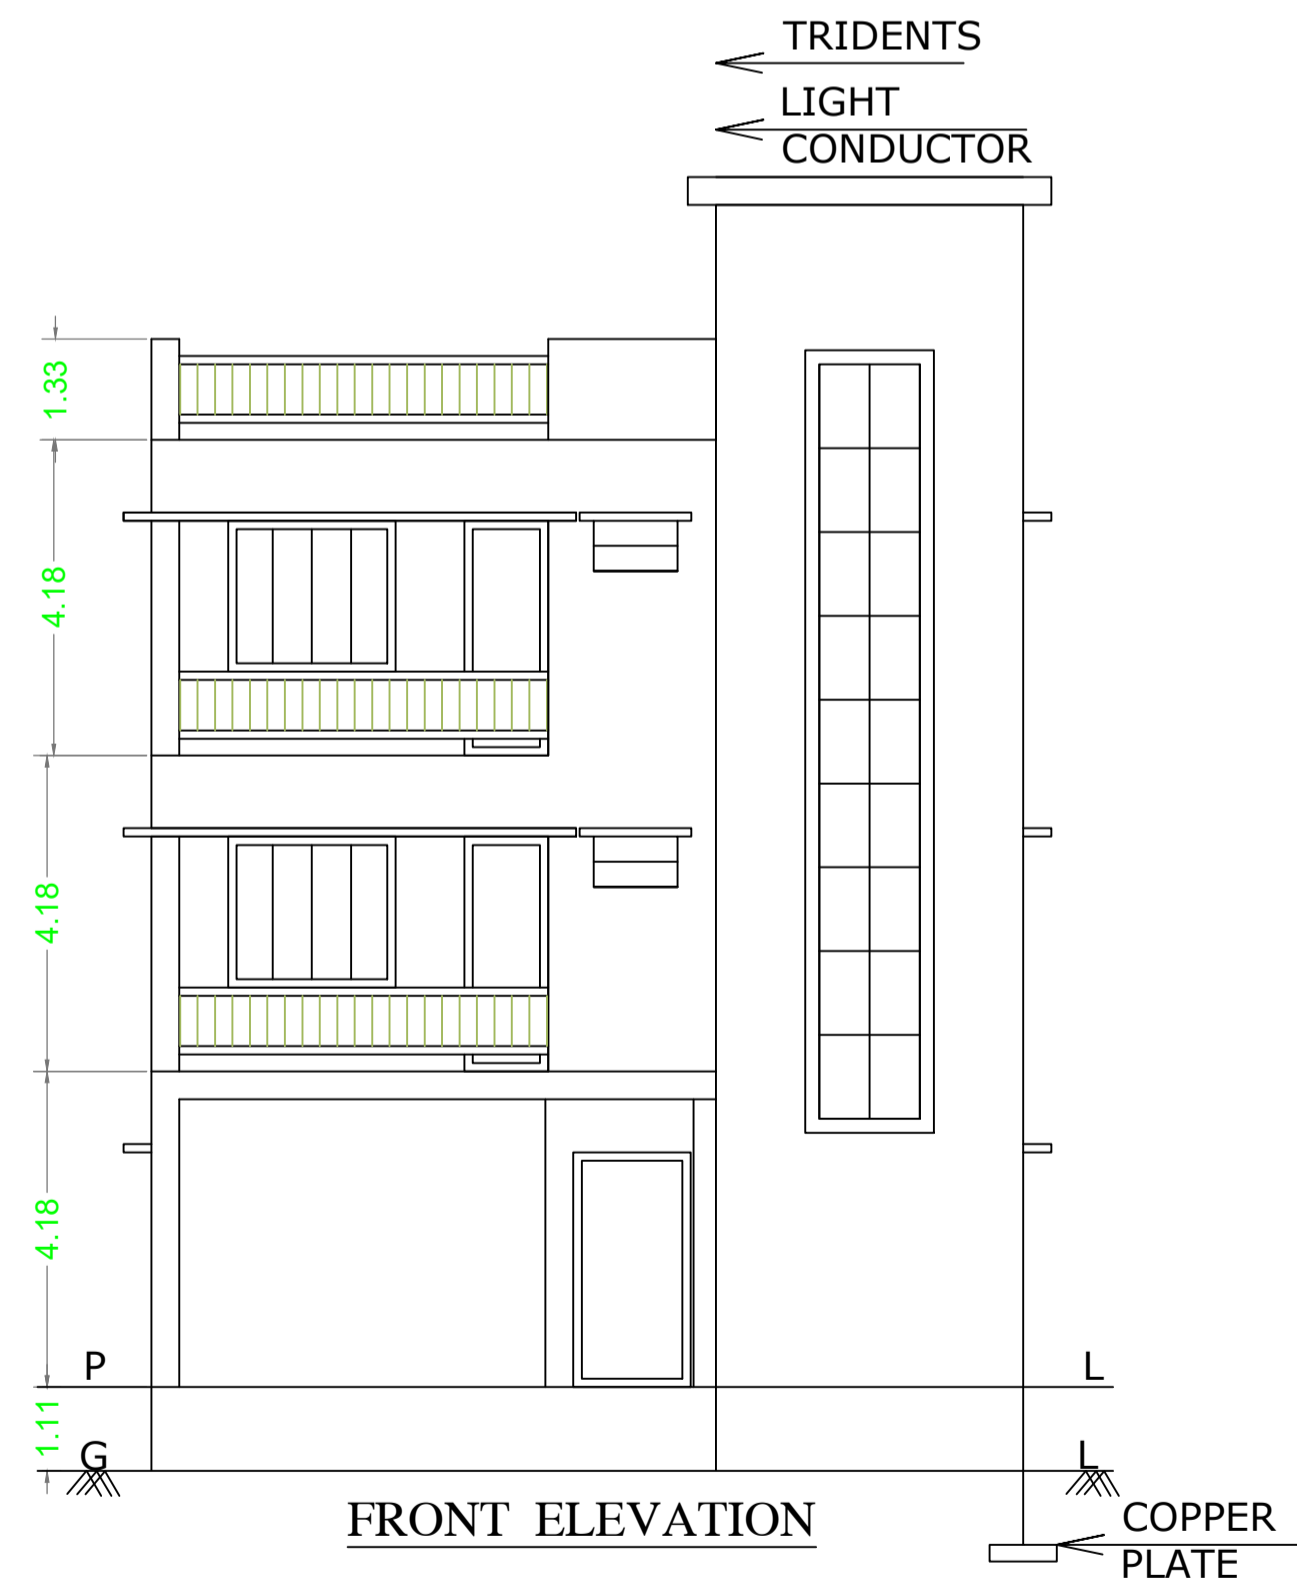 TRIDENTS
LIGHT
CONDUCTOR
1.33
4.18
4.18
4.18
P L
1.11
G L
FRONT ELEVATION
COPPER
PLATE